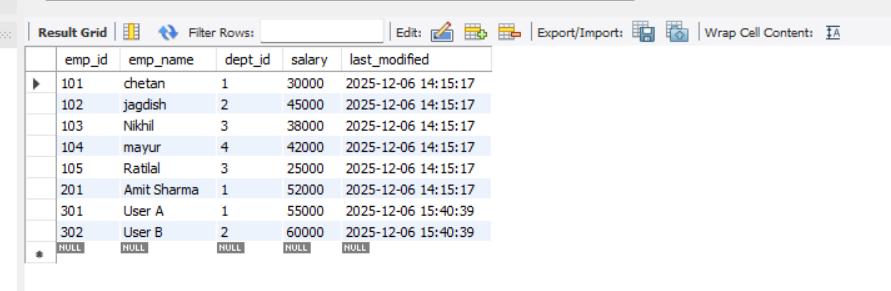 Result Grid Filter Rows: Edit: Export/Import: Wrap Cell Content: IA
emp_id emp_name dept_id salary last_modified
101 chetan 1 30000 2025-12-06 14:15:17
102 jagdish 2 45000 2025-12-06 14:15:17
103 Nikhil 3 38000 2025-12-06 14:15:17
104 mayur 4 42000 2025-12-06 14:15:17
105 Ratilal 3 25000 2025-12-06 14:15:17
201 Amit Sharma 1 52000 2025-12-06 14:15:17
301 User A 1 55000 2025-12-06 15:40:39
302 User B 2 60000 2025-12-06 15:40:39
NULL NULL NULL NULL NULL